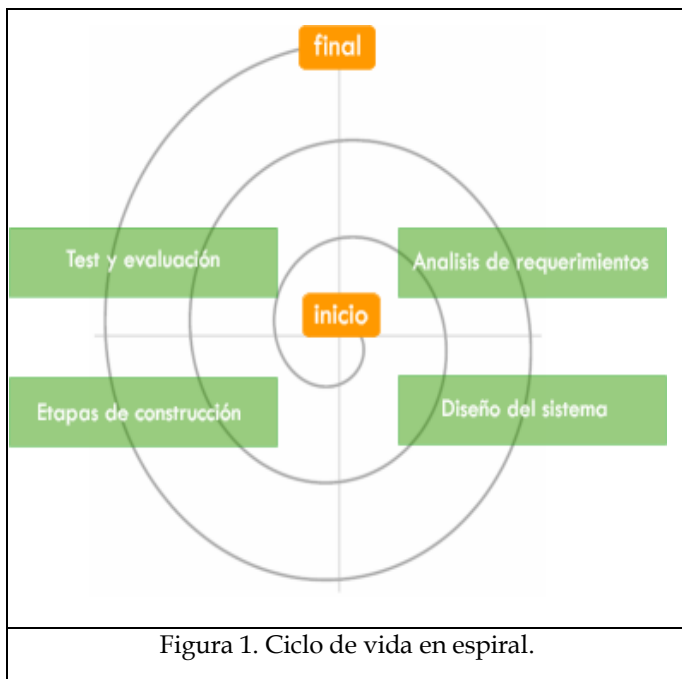 final
Test y evaluación
Analisis de requerimientos
inicio
Etapas de construcción
Diseño del sistema
Figura 1. Ciclo de vida en espiral.